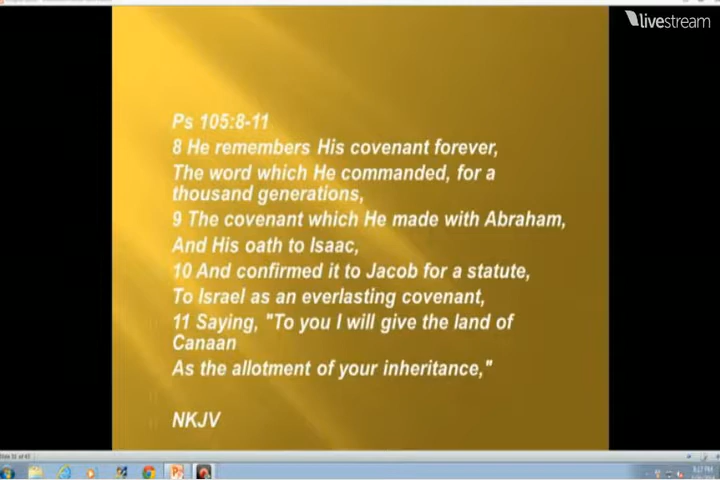 livestream
Ps 105:8-11
8 He remembers His covenant forever,
The word which He commanded, for a
thousand generations,
9 The covenant which He made with Abraham,
And His oath to Isaac,
10 And confirmed it to Jacob for a statute,
To Israel as an everlasting covenant,
11 Saying, "To you I will give the land of
Canaan
As the allotment of your inheritance,"
NKJV